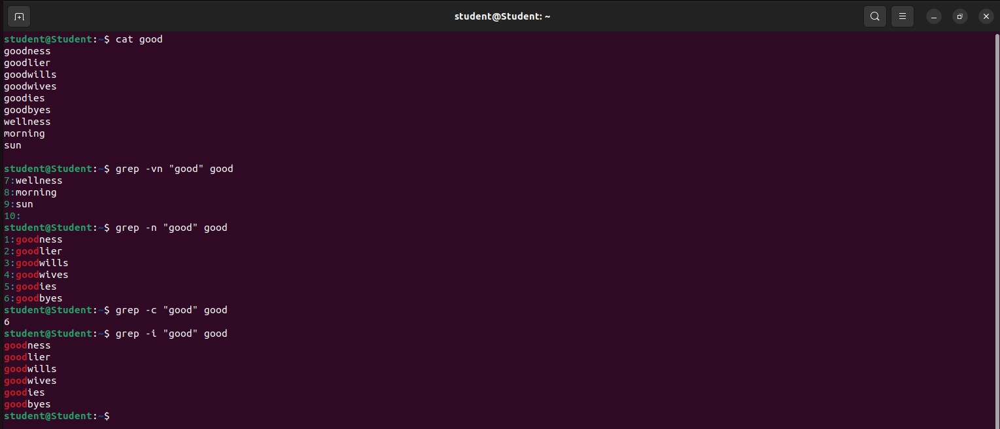 student@Student: ~
student@Student:~$ cat good
goodness
goodlier
goodwills
goodwives
goodies
goodbyes
wellness
morning
sun

student@Student:~$ grep -vn "good" good
7:wellness
8:morning
9:sun
10:
student@Student:~$ grep -n "good" good
1:goodness
2:goodlier
3:goodwills
4:goodwives
5:goodies
6:goodbyes
student@Student:~$ grep -c "good" good
6
student@Student:~$ grep -i "good" good
goodness
goodlier
goodwills
goodwives
goodies
goodbyes
student@Student:~$